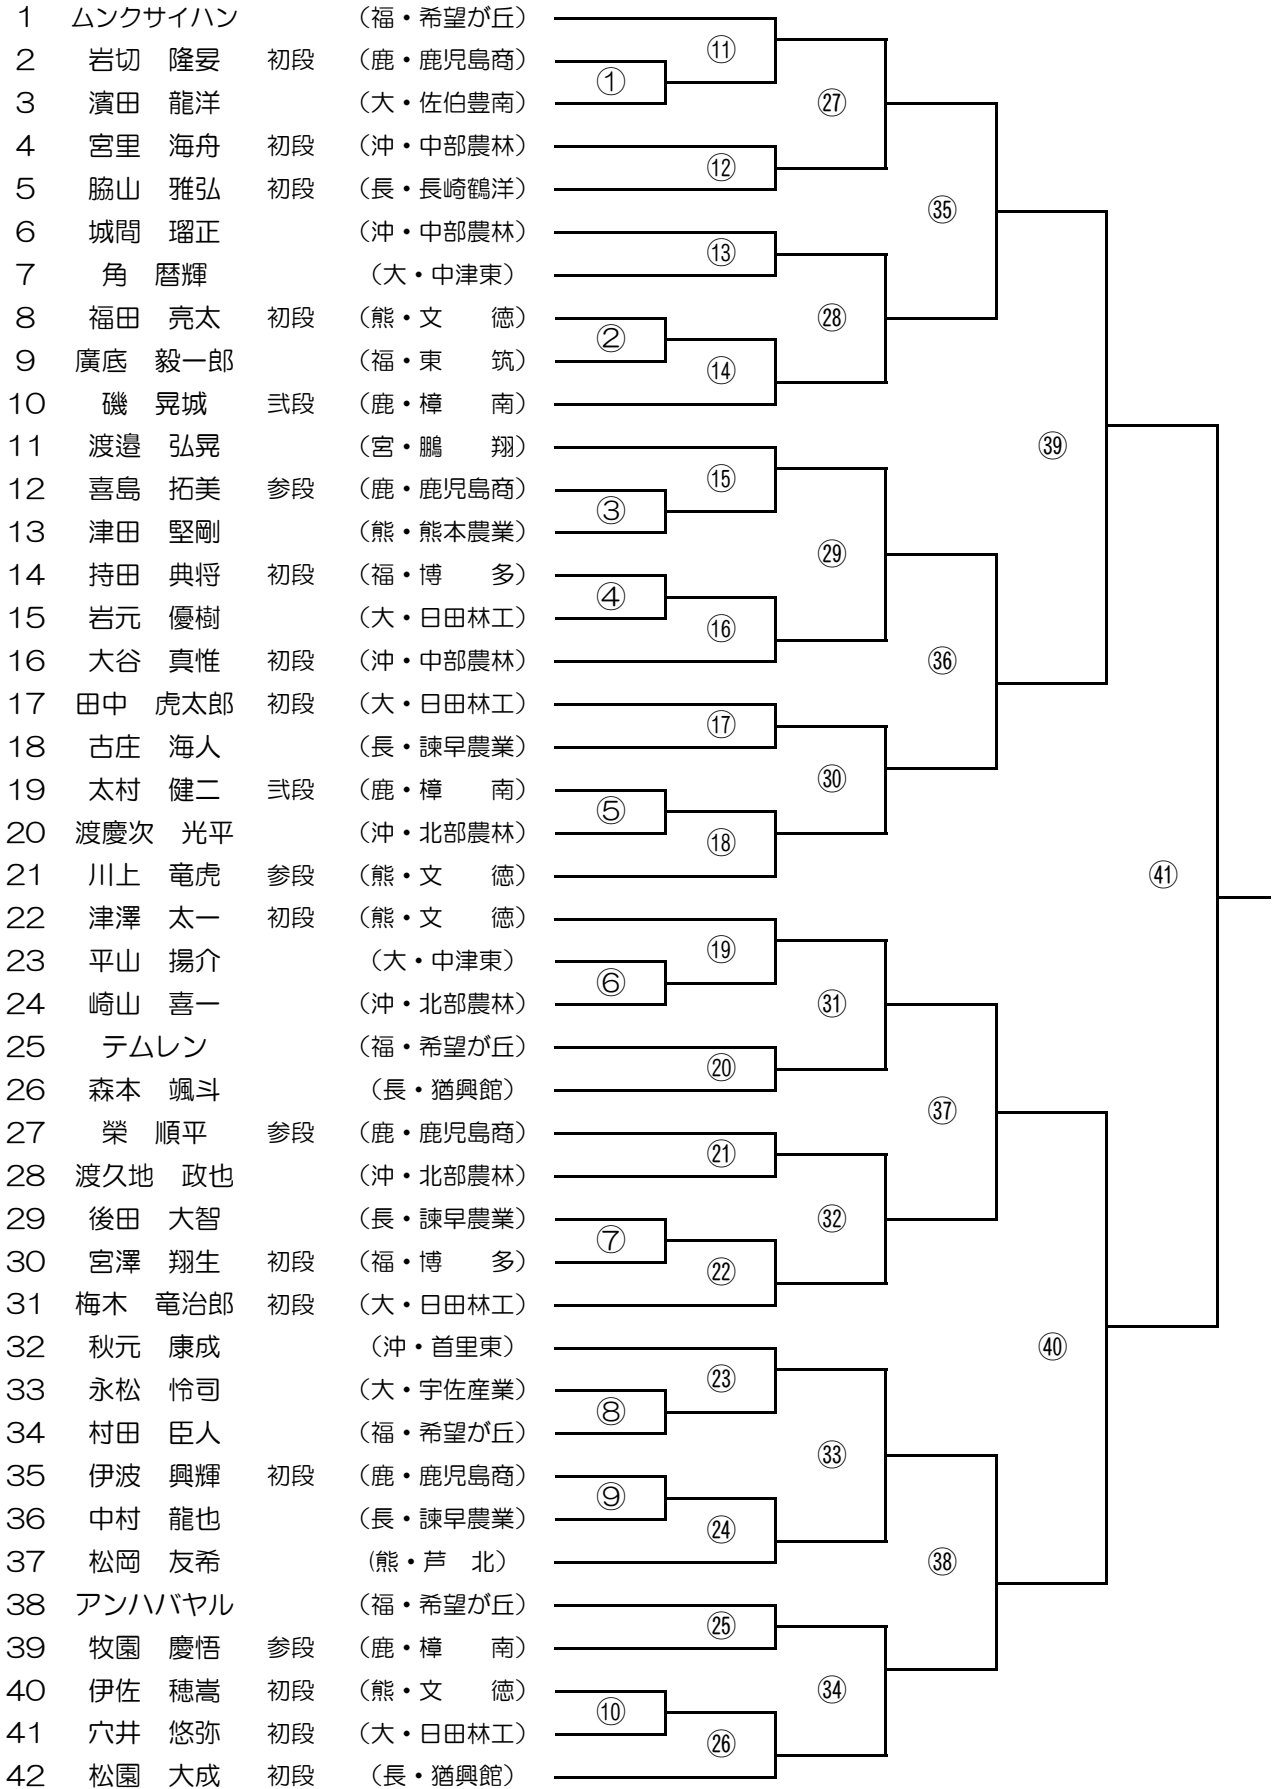 1 ムンクサイハン （福・希望が丘）
⑪
2 岩切 隆晏 初段 （鹿・鹿児島商）
①
3 濱田 龍洋 （大・佐伯豊南）
㉗
4 宮里 海舟 初段 （沖・中部農林）
⑫
5 脇山 雅弘 初段 （長・長崎鶴洋）
㉟
6 城間 瑠正 （沖・中部農林）
⑬
7 角 暦輝 （大・中津東）
8 福田 亮太 初段 （熊・文 徳）
㉘
②
9 廣底 毅一郎 （福・東 筑）
⑭
10 磯 晃城 弐段 （鹿・樟 南）
11 渡邉 弘晃 （宮・鵬 翔）
㊴
⑮
12 喜島 拓美 参段 （鹿・鹿児島商）
③
13 津田 堅剛 （熊・熊本農業）
㉙
14 持田 典将 初段 （福・博 多）
④
15 岩元 優樹 （大・日田林工）
⑯
16 大谷 真惟 初段 （沖・中部農林）
㊱
17 田中 虎太郎 初段 （大・日田林工）
⑰
18 古庄 海人 （長・諫早農業）
㉚
19 太村 健二 弐段 （鹿・樟 南）
⑤
20 渡慶次 光平 （沖・北部農林）
⑱
21 川上 竜虎 参段 （熊・文 徳）
㊶
22 津澤 太一 初段 （熊・文 徳）
⑲
23 平山 揚介 （大・中津東）
⑥
24 崎山 喜一 （沖・北部農林）
㉛
25 テムレン （福・希望が丘）
⑳
26 森本 颯斗 （長・猶興館）
㊲
27 榮 順平 参段 （鹿・鹿児島商）
㉑
28 渡久地 政也 （沖・北部農林）
29 後田 大智 （長・諫早農業）
㉜
⑦
30 宮澤 翔生 初段 （福・博 多）
㉒
31 梅木 竜治郎 初段 （大・日田林工）
32 秋元 康成 （沖・首里東）
㊵
㉓
33 永松 怜司 （大・宇佐産業）
⑧
34 村田 臣人 （福・希望が丘）
㉝
35 伊波 興輝 初段 （鹿・鹿児島商）
⑨
36 中村 龍也 （長・諫早農業）
㉔
37 松岡 友希 (熊・芦 北）
㊳
38 アンハバヤル （福・希望が丘）
㉕
39 牧園 慶悟 参段 （鹿・樟 南）
40 伊佐 穂嵩 初段 （熊・文 徳）
㉞
⑩
41 穴井 悠弥 初段 （大・日田林工）
㉖
42 松園 大成 初段 （長・猶興館）